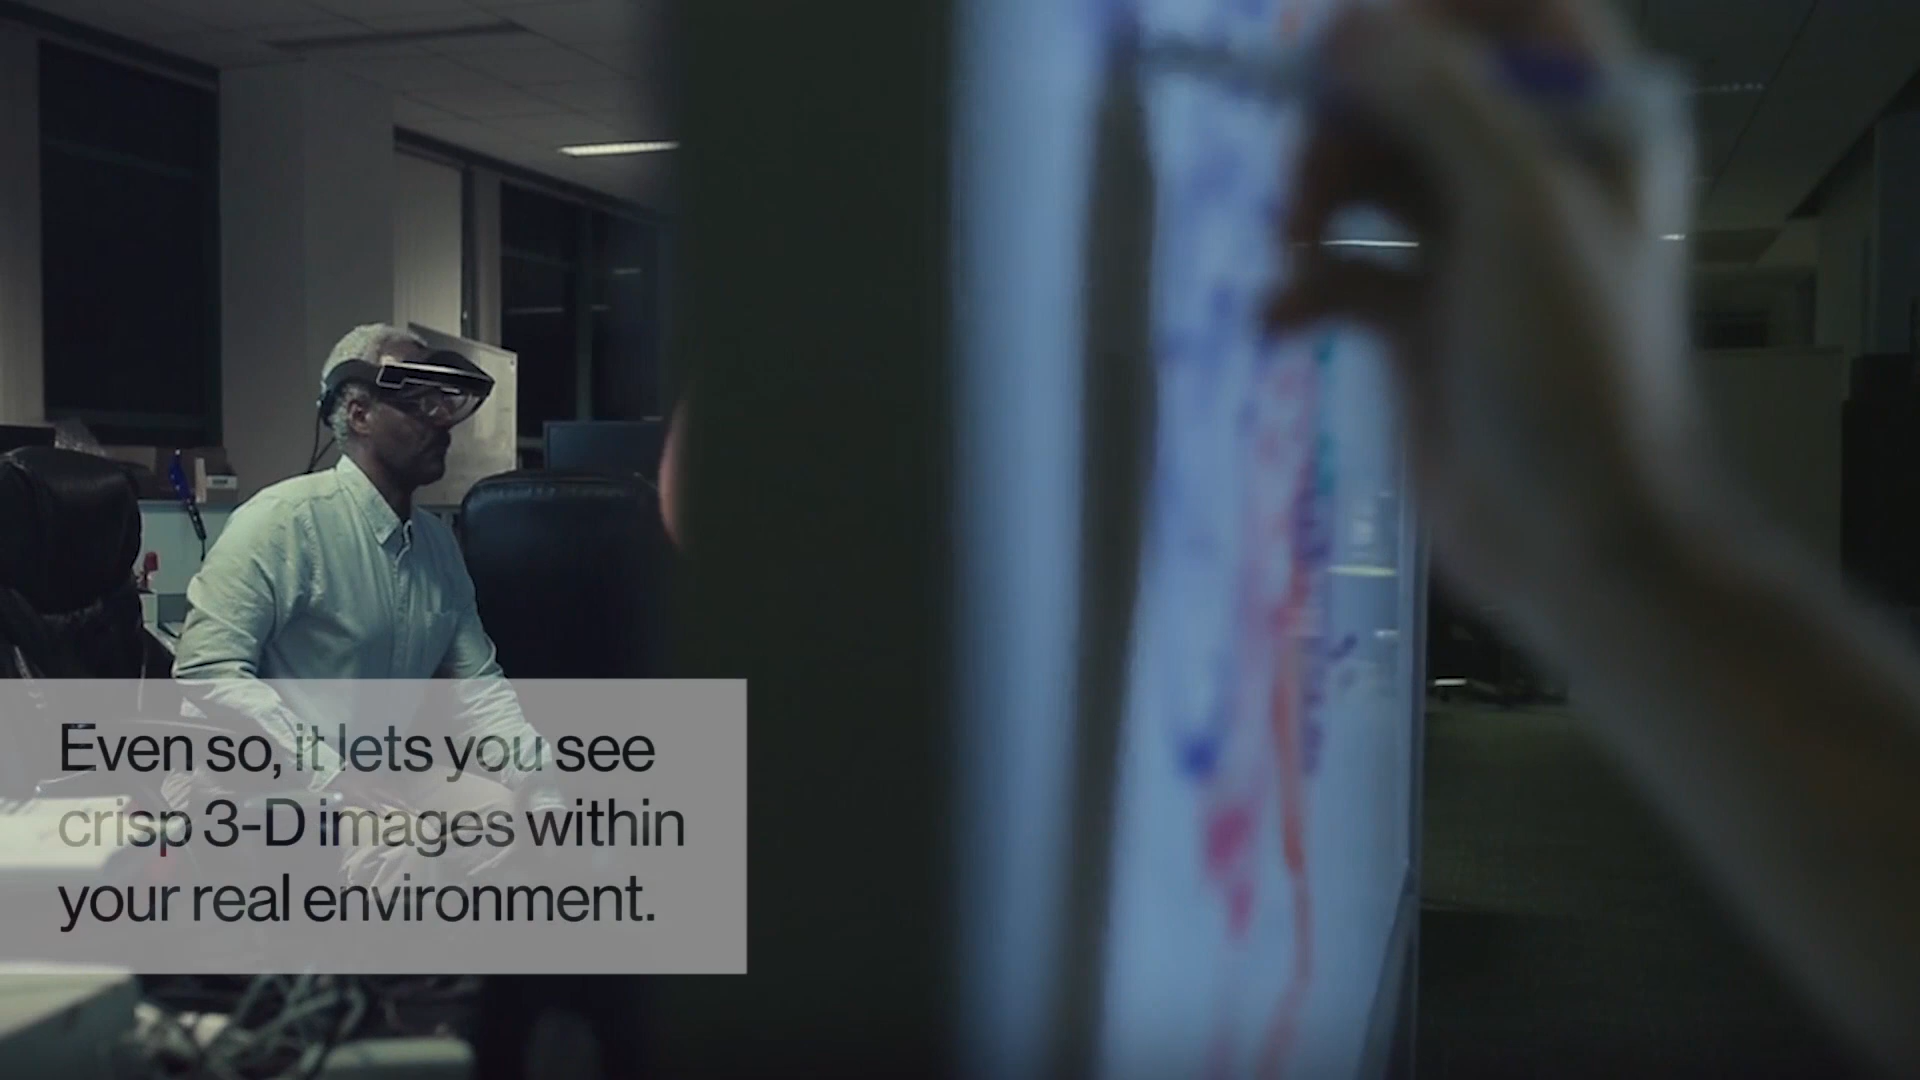 Even so, it lets you see
crisp 3-D images within
your real environment.